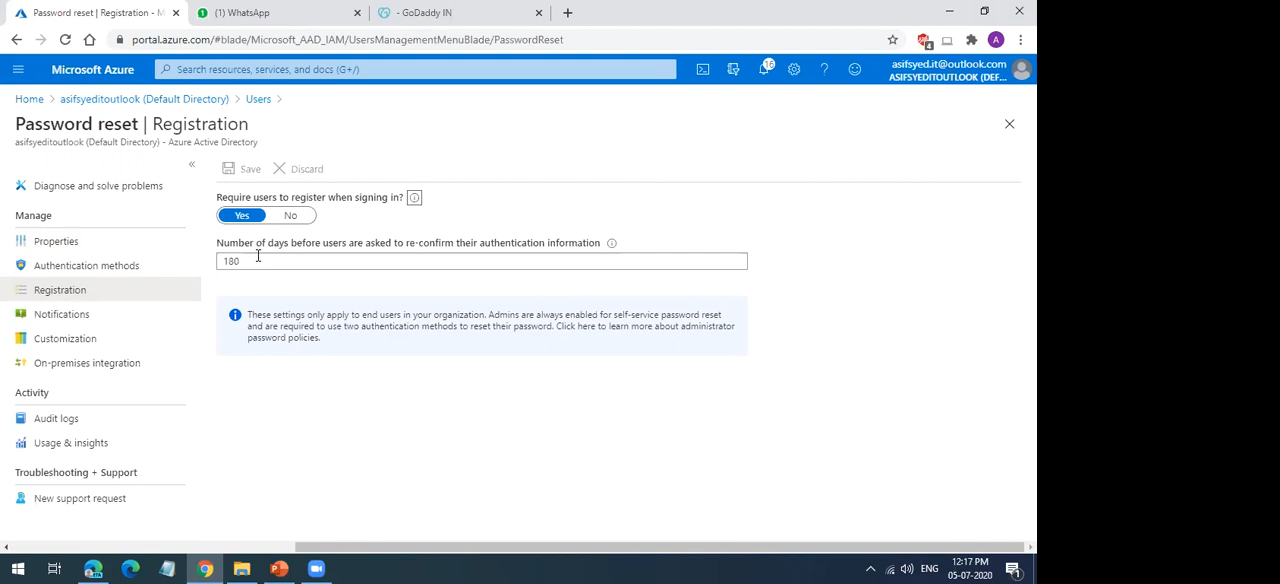 Password reset | Registration - M
(1) WhatsApp
- GoDaddy IN
portal.azure.com/#blade/Microsoft_AAD_IAM/UsersManagementMenuBlade/PasswordReset
4
A
Microsoft Azure
Search resources, services, and docs (G+/)
16
asifsyed.it@outlook.com
ASIFSYEDITOUTLOOK (DEF...
Home > asifsyeditoutlook (Default Directory) > Users >
Password reset | Registration
asifsyeditoutlook (Default Directory) - Azure Active Directory
Diagnose and solve problems
Manage
Properties
Authentication methods
Registration
Notifications
Customization
On-premises integration
Activity
Audit logs
Usage & insights
Troubleshooting + Support
New support request
Save
Discard
Require users to register when signing in?
Yes
No
Number of days before users are asked to re-confirm their authentication information
180
These settings only apply to end users in your organization. Admins are always enabled for self-service password reset
and are required to use two authentication methods to reset their password. Click here to learn more about administrator
password policies.
ENG
12:17 PM
05-07-2020
1